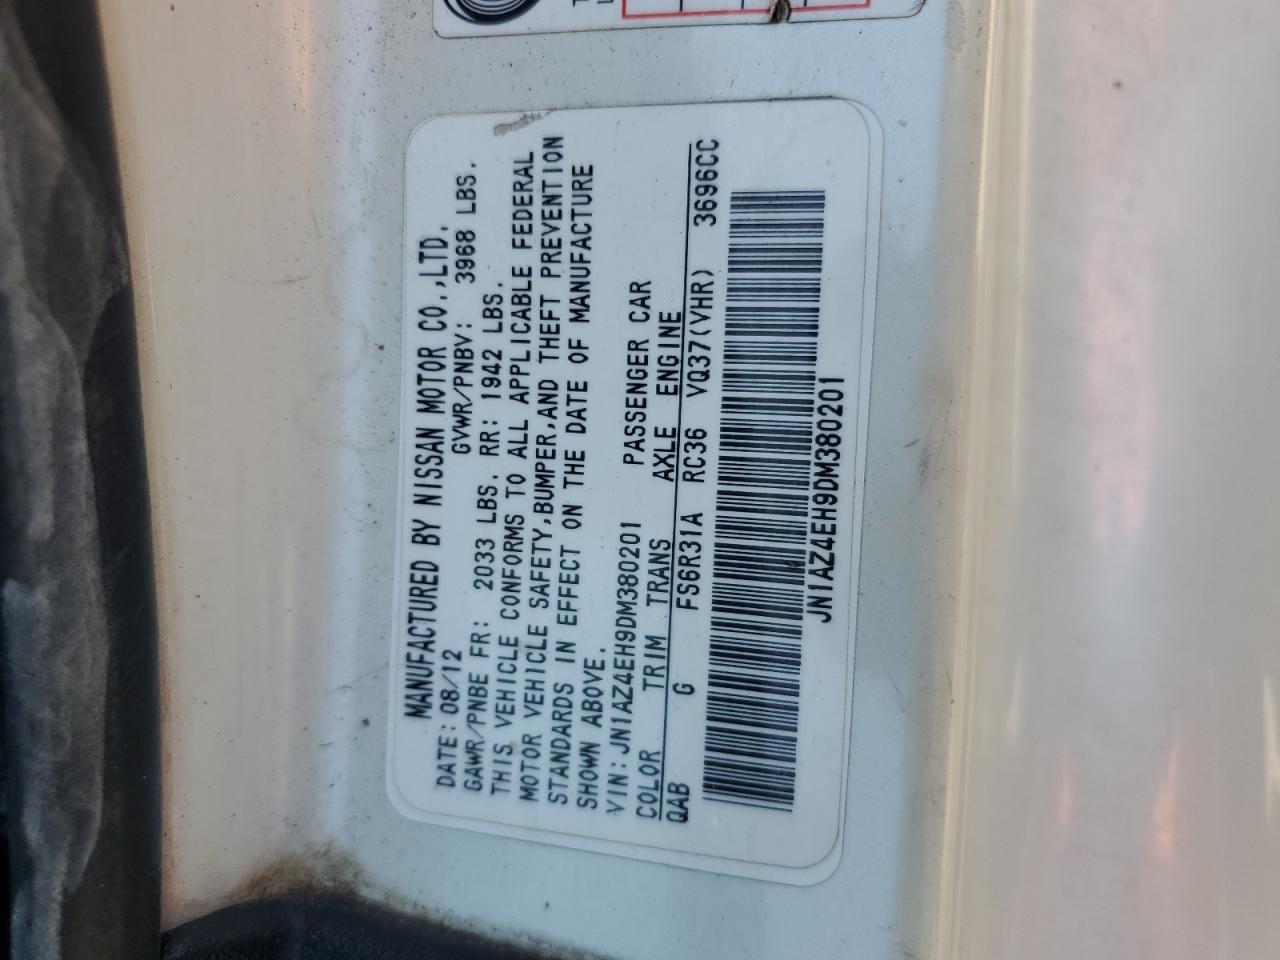 MANUFACTURED BY NISSAN MOTOR CO.,LTD.
DATE: 08/12 GVWR/PNBV: 3968 LBS.
GAWR/PNBE FR: 2033 LBS. RR: 1942 LBS.
THIS VEHICLE CONFORMS TO ALL APPLICABLE FEDERAL
MOTOR VEHICLE SAFETY,BUMPER,AND THEFT PREVENTION
STANDARDS IN EFFECT ON THE DATE OF MANUFACTURE
SHOWN ABOVE.
VIN:JN1AZ4EH9DM380201 PASSENGER CAR
COLOR TRIM TRANS AXLE ENGINE
QAB G FS6R31A RC36 VQ37(VHR) 3696CC
JN1AZ4EH9DM380201